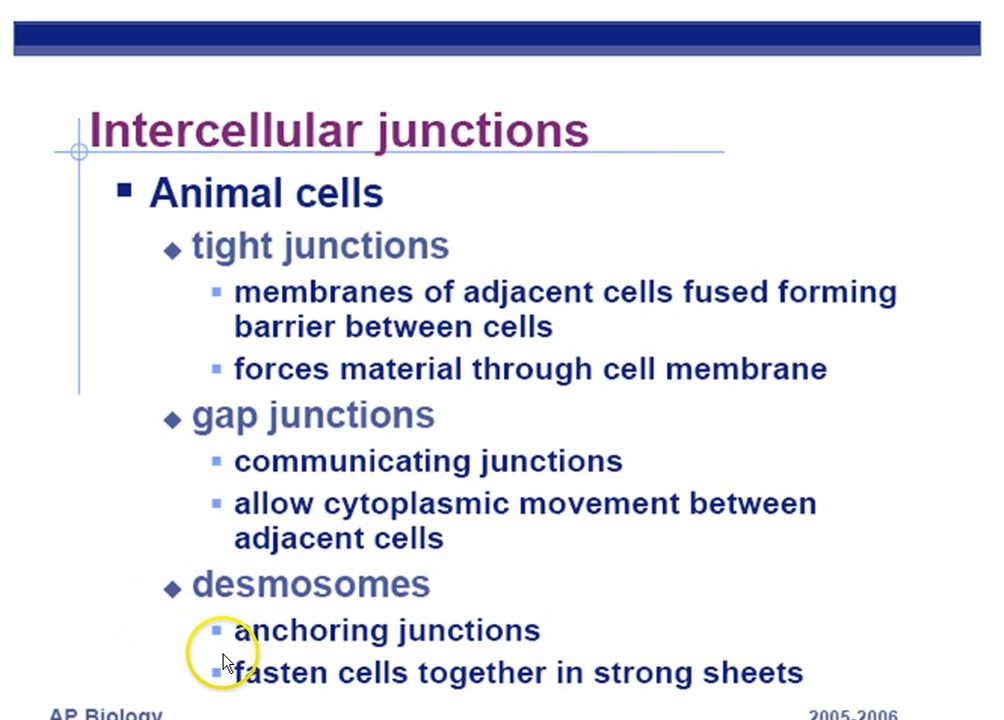 Intercellular junctions
Animal cells
tight junctions
membranes of adjacent cells fused forming
barrier between cells
forces material through cell membrane
gap junctions
communicating junctions
allow cytoplasmic movement between
adjacent cells
desmosomes
anchoring junctions
fasten cells together in strong sheets
AP Biology
2005-2006